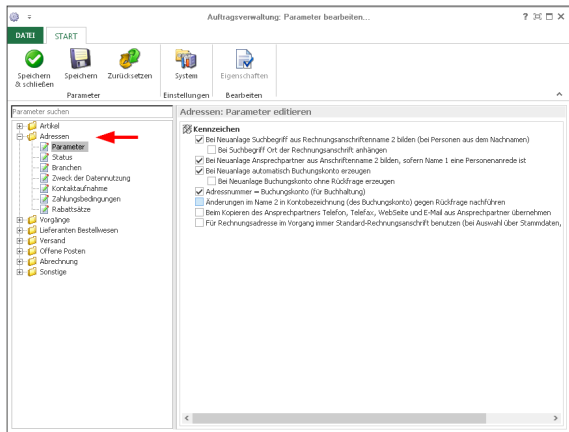 Auftragsverwaltung: Parameter bearbeiten...
DATEI
START
Speichern
& schließen
Speichern
Zurücksetzen
System
Eigenschaften
Parameter
Einstellungen
Bearbeiten
Parameter suchen
Artikel
Adressen
Parameter
Status
Branchen
Zweck der Datennutzung
Kontaktaufnahme
Zahlungsbedingungen
Rabattsätze
Vorgänge
Lieferanten Bestellwesen
Versand
Offene Posten
Abrechnung
Sonstige
Adressen: Parameter editieren
Kennzeichen
Bei Neuanlage Suchbegriff aus Rechnungsanschriftenname 2 bilden (bei Personen aus dem Nachnamen)
Bei Suchbegriff Ort der Rechnungsanschrift anhängen
Bei Neuanlage Ansprechpartner aus Anschriftenname 2 bilden, sofern Name 1 eine Personenanrede ist
Bei Neuanlage automatisch Buchungskonto erzeugen
Bei Neuanlage Buchungskonto ohne Rückfrage erzeugen
Adressnummer = Buchungskonto (für Buchhaltung)
Änderungen im Name 2 in Kontobezeichnung (des Buchungskonto) gegen Rückfrage nachführen
Beim Kopieren des Ansprechpartners Telefon, Telefax, WebSeite und E-Mail aus Ansprechpartner übernehmen
Für Rechnungsadresse im Vorgang immer Standard-Rechnungsanschrift benutzen (bei Auswahl über Stammdaten,